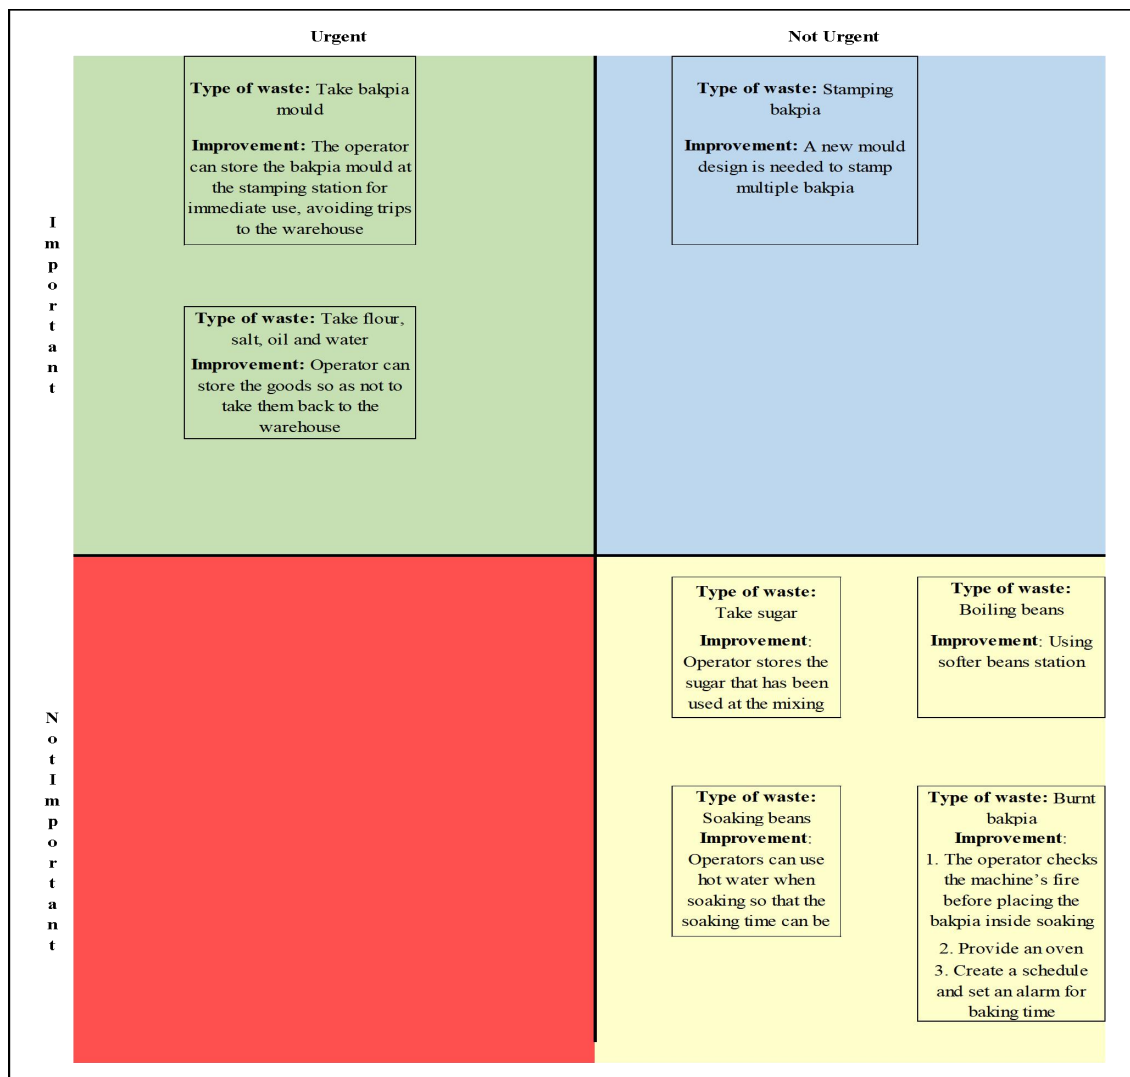 Urgent
Not Urgent
Important
Type of waste: Take bakpia
mould
Improvement: The operator
can store the bakpia mould at
the stamping station for
immediate use, avoiding trips
to the warehouse
Type of waste: Stamping
bakpia
Improvement: A new mould
design is needed to stamp
multiple bakpia
Type of waste: Take flour,
salt, oil and water
Improvement: Operator can
store the goods so as not to
take them back to the
warehouse
Not Important
Type of waste:
Take sugar
Improvement:
Operator stores the
sugar that has been
used at the mixing
Type of waste:
Boiling beans
Improvement: Using
softer beans station
Type of waste:
Soaking beans
Improvement:
Operators can use
hot water when
soaking so that the
soaking time can be
Type of waste: Burnt
bakpia
Improvement:
1. The operator checks
the machine’s fire
before placing the
bakpia inside soaking
2. Provide an oven
3. Create a schedule
and set an alarm for
baking time